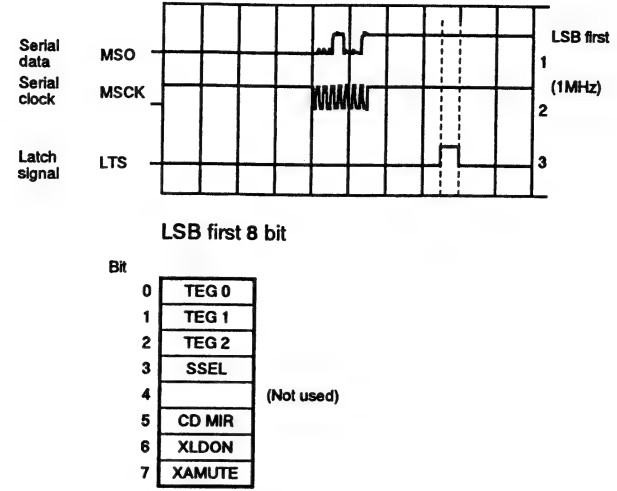 LSB first
Serial data MSO 1
Serial clock MSCK (1MHz) 2
Latch signal LTS 3
LSB first 8 bit
Bit
0 TEG 0
1 TEG 1
2 TEG 2
3 SSEL
4 (Not used)
5 CD MIR
6 XLDON
7 XAMUTE